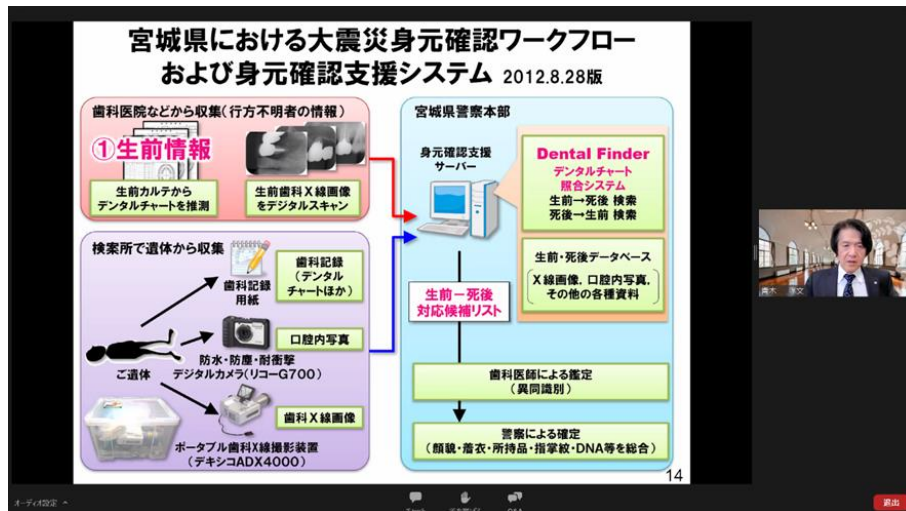 宮城県における大震災身元確認ワークフロー
および身元確認支援システム 2012.8.28版
歯科医院などから収集(行方不明者の情報)
①生前情報
生前カルテから
デンタルチャートを推測
生前歯科X線画像
をデジタルスキャン
検案所で遺体から収集
歯科記録
用紙
歯科記録
(デンタル
チャートほか)
口腔内写真
防水・防塵・耐衝撃
デジタルカメラ(リコーG700)
ご遺体
歯科X線画像
ポータブル歯科X線撮影装置
(デキシコADX4000)
宮城県警察本部
身元確認支援
サーバー
Dental Finder
デンタルチャート
照合システム
生前→死後 検索
死後→生前 検索
生前・死後データベース
X線画像,口腔内写真,
その他の各種資料
生前ー死後
対応候補リスト
歯科医師による鑑定
(異同識別)
警察による確定
(顔貌・着衣・所持品・指掌紋・DNA等を総合)
14
青木
オーディオ設定
退出